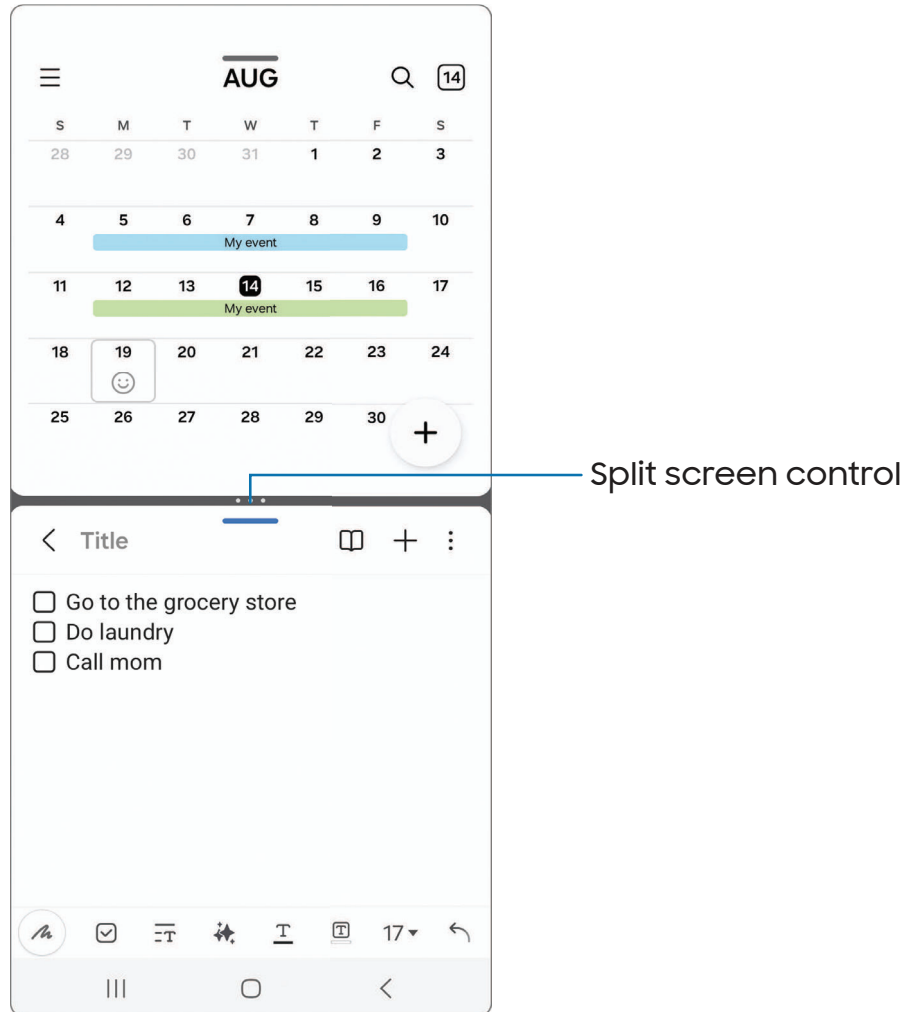 AUG 14
S M T W T F S
28 29 30 31 1 2 3
4 5 6 7 8 9 10
My event
11 12 13 14 15 16 17
My event
18 19 20 21 22 23 24
25 26 27 28 29 30
Split screen control
Title
Go to the grocery store
Do laundry
Call mom
T T T 17